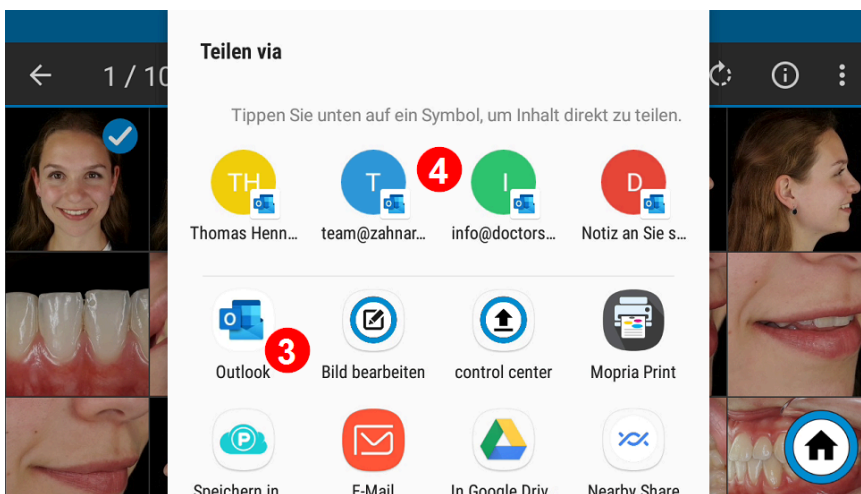 Teilen via
1 / 10
Tippen Sie unten auf ein Symbol, um Inhalt direkt zu teilen.
TH T 4 I D
Thomas Henn... team@zahnar... info@doctors... Notiz an Sie s...
3
Outlook Bild bearbeiten control center Mopria Print
P
Speichern in E-Mail In Google Driv Nearby Share